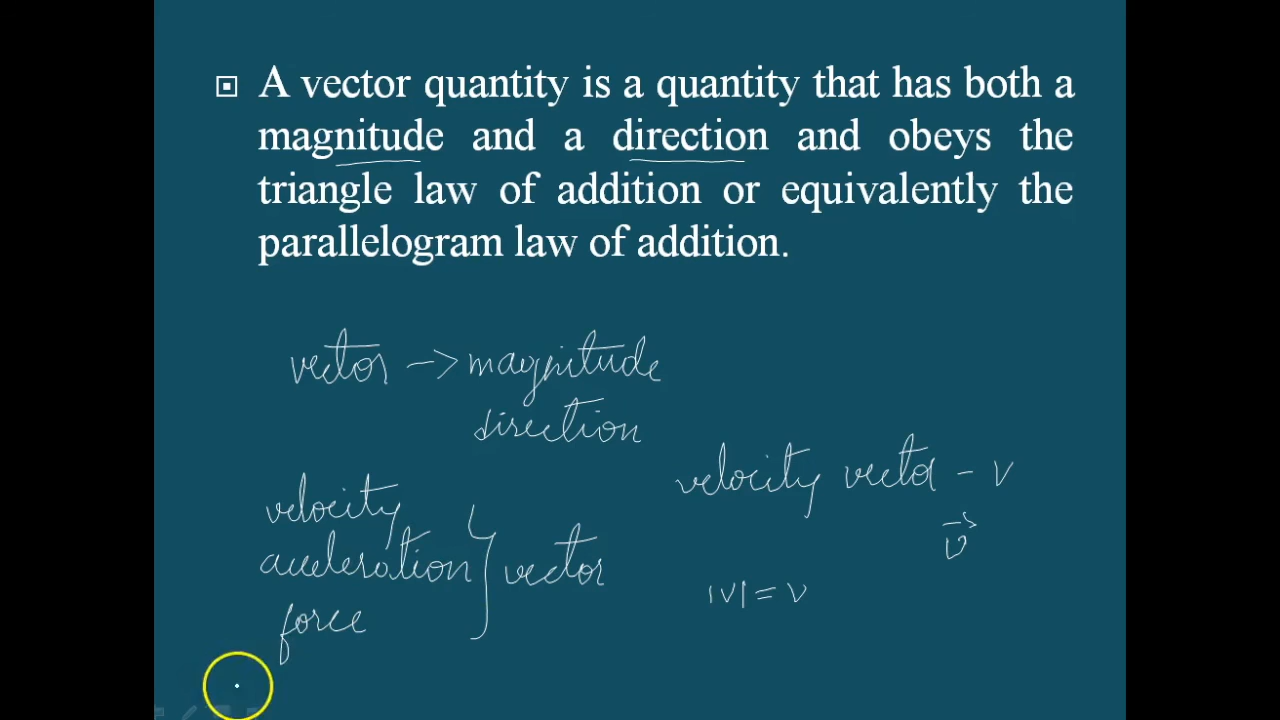 A vector quantity is a quantity that has both a
magnitude and a direction and obeys the
triangle law of addition or equivalently the
parallelogram law of addition.
vector -> magnitude
direction
velocity
acceleration
force
} vector
velocity vector - v
v⃗
|v| = v